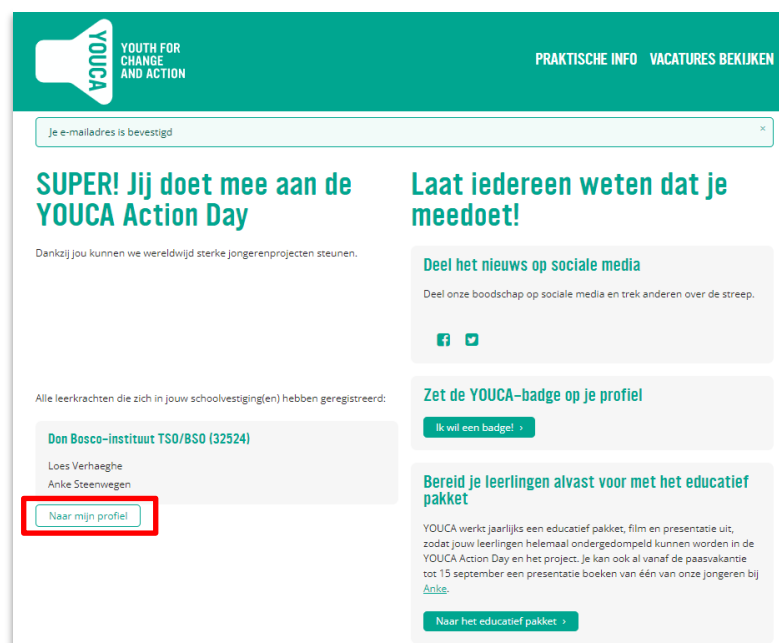 YOUCA
YOUTH FOR
CHANGE
AND ACTION
PRAKTISCHE INFO VACATURES BEKIJKEN
Je e-mailadres is bevestigd ×
SUPER! Jij doet mee aan de
YOUCA Action Day
Dankzij jou kunnen we wereldwijd sterke jongerenprojecten steunen.
Alle leerkrachten die zich in jouw schoolvestiging(en) hebben geregistreerd:
Don Bosco-instituut TSO/BSO (32524)
Loes Verhaeghe
Anke Steenwegen
Naar mijn profiel
Laat iedereen weten dat je
meedoet!
Deel het nieuws op sociale media
Deel onze boodschap op sociale media en trek anderen over de streep.
Zet de YOUCA-badge op je profiel
Ik wil een badge! ›
Bereid je leerlingen alvast voor met het educatief
pakket
YOUCA werkt jaarlijks een educatief pakket, film en presentatie uit,
zodat jouw leerlingen helemaal ondergedompeld kunnen worden in de
YOUCA Action Day en het project. Je kan ook al vanaf de paasvakantie
tot 15 september een presentatie boeken van één van onze jongeren bij
Anke.
Naar het educatief pakket ›